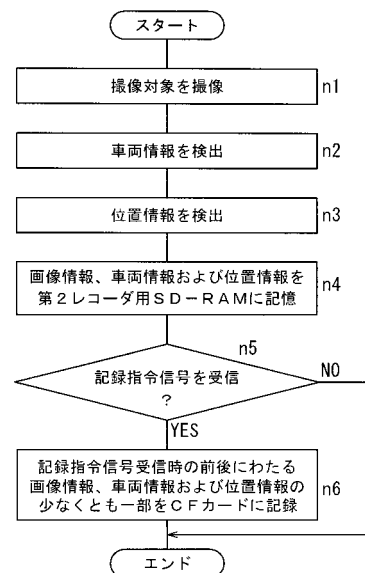 スタート
撮像対象を撮像 n1
車両情報を検出 n2
位置情報を検出 n3
画像情報、車両情報および位置情報を
第2レコーダ用SD−RAMに記憶 n4
n5
記録指令信号を受信 NO
?
YES
記録指令信号受信時の前後にわたる
画像情報、車両情報および位置情報の n6
少なくとも一部をCFカードに記録
エンド